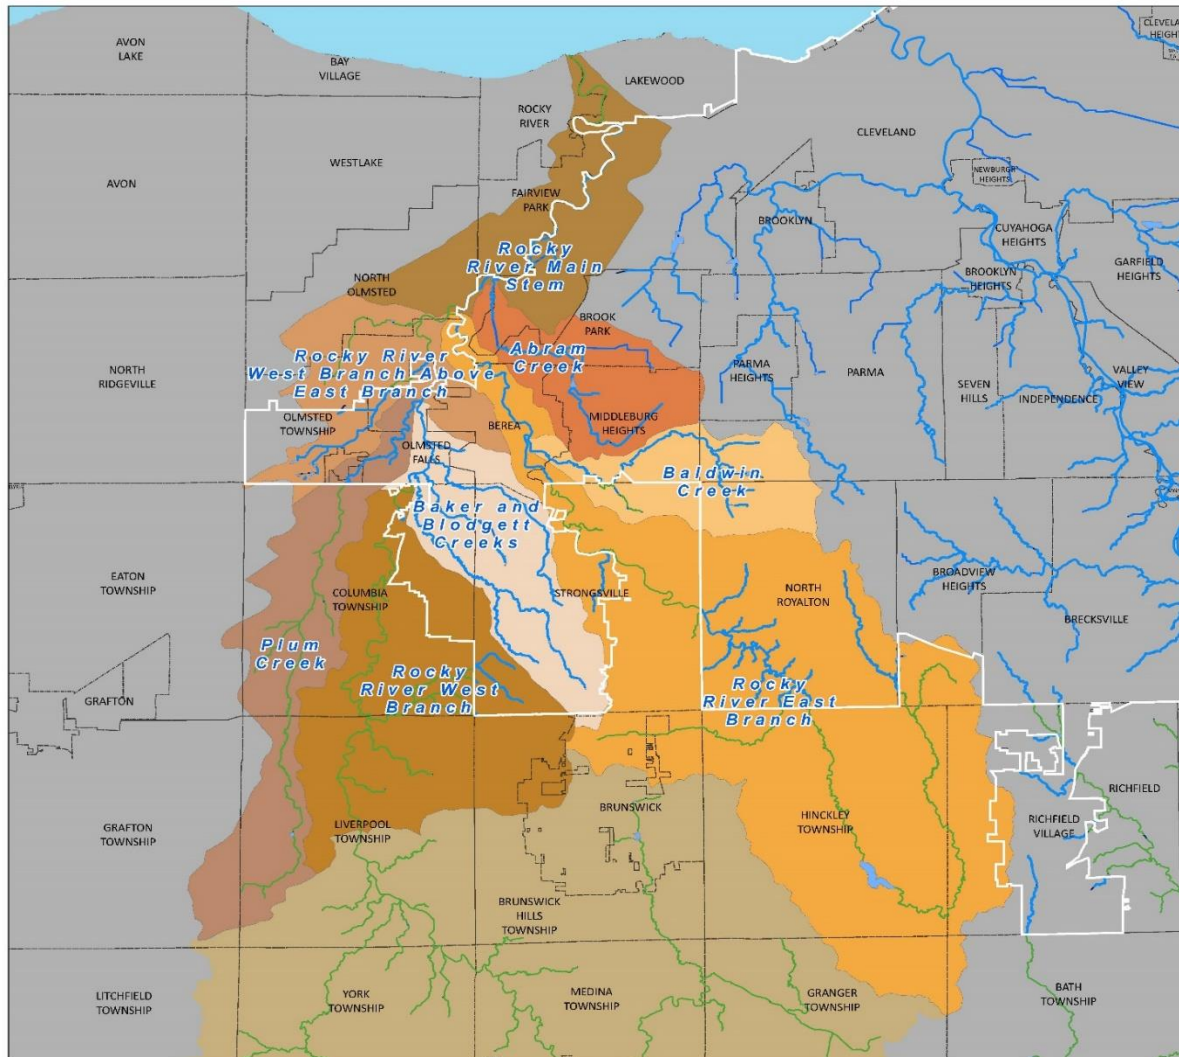 AVON
LAKE
BAY
VILLAGE
LAKEWOOD
ROCKY
RIVER
CLEVELAND
WESTLAKE
AVON
NEWBURGH
HEIGHTS
FAIRVIEW
PARK
BROOKLYN
CUYAHOGA
HEIGHTS
GARFIELD
HEIGHTS
BROOKLYN
HEIGHTS
Rocky
River Main
Stem
NORTH
OLMSTED
BROOK
PARK
Abram
Creek
Rocky River
West Branch Above
East Branch
NORTH
RIDGEVILLE
PARMA
HEIGHTS
PARMA
SEVEN
HILLS
INDEPENDENCE
VALLEY
VIEW
OLMSTED
TOWNSHIP
BEREA
MIDDLEBURG
HEIGHTS
OLMSTED
FALLS
Baldwin
Creek
Baker and
Blodgett
Creeks
EATON
TOWNSHIP
COLUMBIA
TOWNSHIP
STRONGSVILLE
NORTH
ROYALTON
BROADVIEW
HEIGHTS
BRECKSVILLE
Plum
Creek
Rocky
River West
Branch
Rocky
River East
Branch
GRAFTON
GRAFTON
TOWNSHIP
LIVERPOOL
TOWNSHIP
BRUNSWICK
HINCKLEY
TOWNSHIP
RICHFIELD
VILLAGE
RICHFIELD
BRUNSWICK
HILLS
TOWNSHIP
LITCHFIELD
TOWNSHIP
YORK
TOWNSHIP
MEDINA
TOWNSHIP
GRANGER
TOWNSHIP
BATH
TOWNSHIP